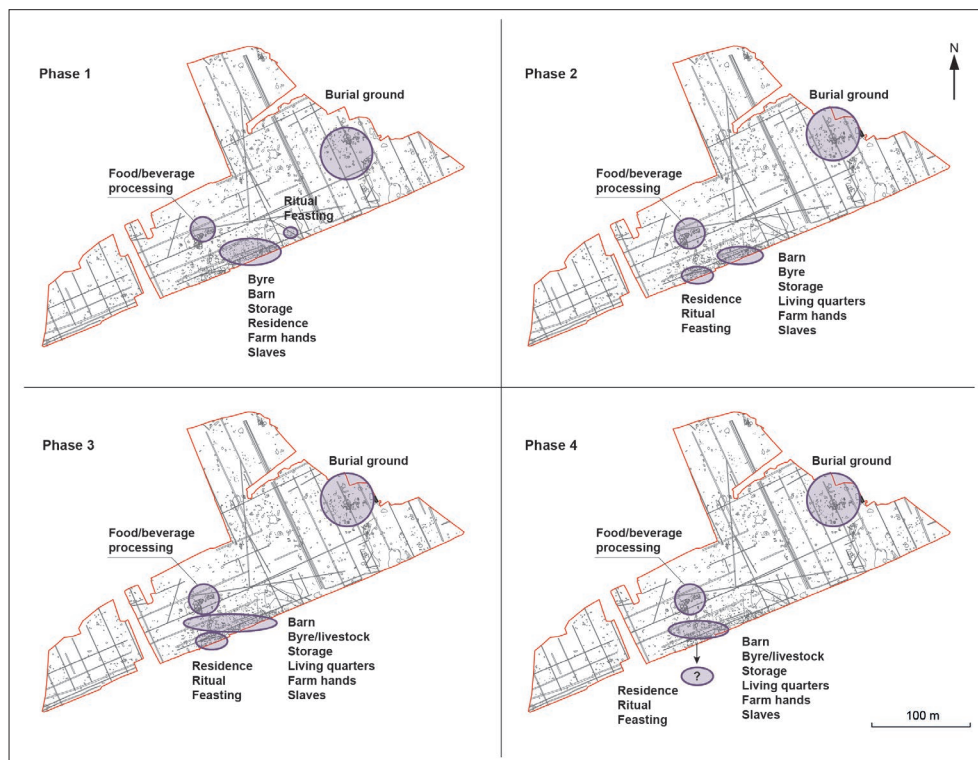 Phase 1
Burial ground
Food/beverage
processing
Ritual
Feasting
Byre
Barn
Storage
Residence
Farm hands
Slaves
Phase 2
N
Burial ground
Food/beverage
processing
Barn
Byre
Storage
Living quarters
Farm hands
Slaves
Residence
Ritual
Feasting
Phase 3
Burial ground
Food/beverage
processing
Barn
Byre/livestock
Storage
Living quarters
Farm hands
Slaves
Residence
Ritual
Feasting
Phase 4
Burial ground
Food/beverage
processing
Barn
Byre/livestock
Storage
Living quarters
Farm hands
Slaves
?
Residence
Ritual
Feasting
100 m